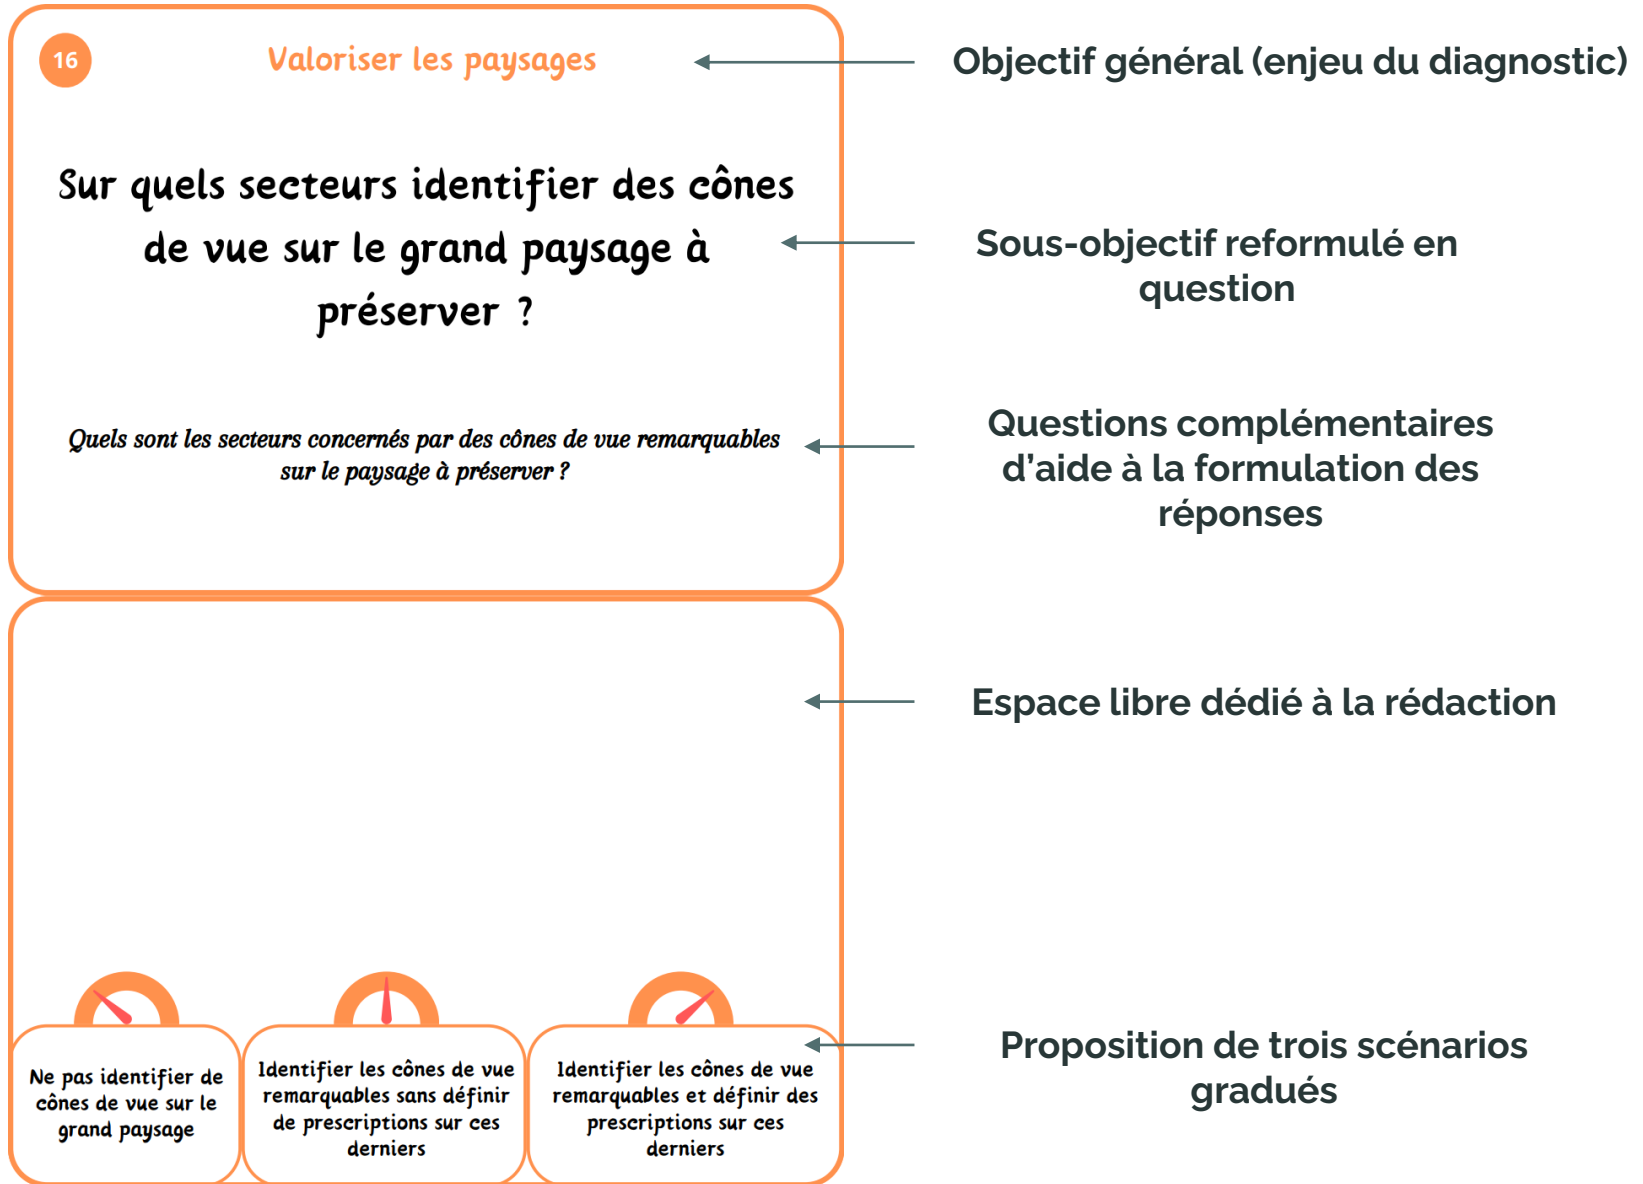 16
Valoriser les paysages
Objectif général (enjeu du diagnostic)
Sur quels secteurs identifier des cônes
de vue sur le grand paysage à
préserver ?
Sous-objectif reformulé en
question
Quels sont les secteurs concernés par des cônes de vue remarquables
sur le paysage à préserver ?
Questions complémentaires
d’aide à la formulation des
réponses
Espace libre dédié à la rédaction
Ne pas identifier de
cônes de vue sur le
grand paysage
Identifier les cônes de vue
remarquables sans définir
de prescriptions sur ces
derniers
Identifier les cônes de vue
remarquables et définir des
prescriptions sur ces
derniers
Proposition de trois scénarios
gradués